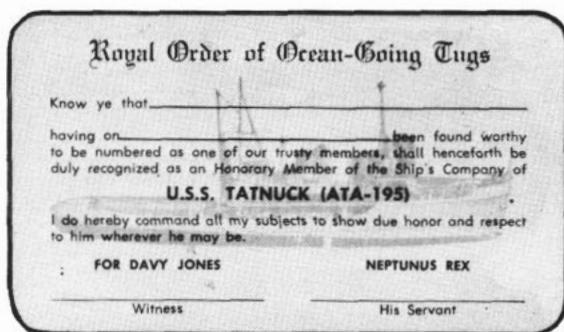 Royal Order of Ocean-Going Tugs
Know ye that
having on been found worthy
to be numbered as one of our trusty members, shall henceforth be
duly recognized as an Honorary Member of the Ship's Company of
U.S.S. TATNUCK (ATA-195)
I do hereby command all my subjects to show due honor and respect
to him wherever he may be.
FOR DAVY JONES NEPTUNUS REX
Witness His Servant